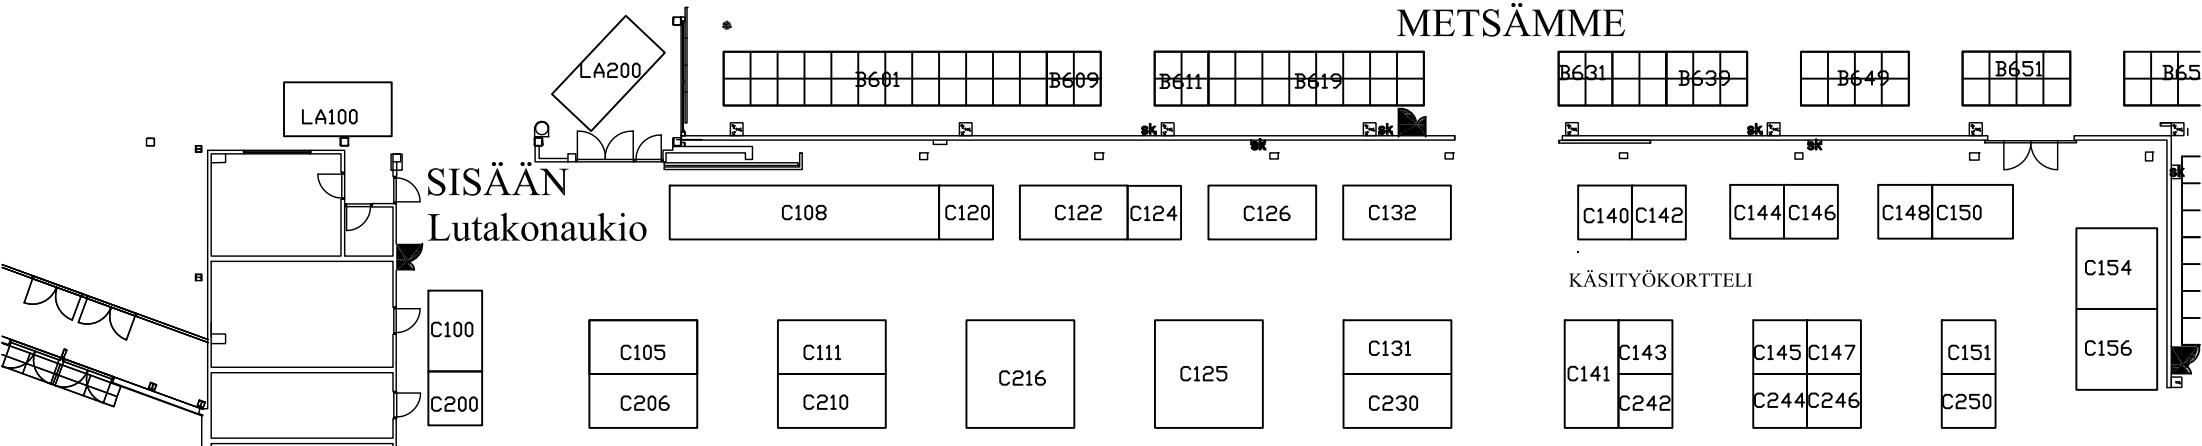 METSÄMME
LA200
B601 B609 B611 B619 B631 B639 B649 B651 B65
LA100
sk sk sk
sk sk
sk
SISÄÄN
Lutakonaukio
C108 C120 C122 C124 C126 C132 C140 C142 C144 C146 C148 C150
C154
KÄSITYÖKORTTELI
C100 C105 C111 C216 C125 C131 C141 C143 C145 C147 C151 C156
C200 C206 C210 C230 C242 C244 C246 C250